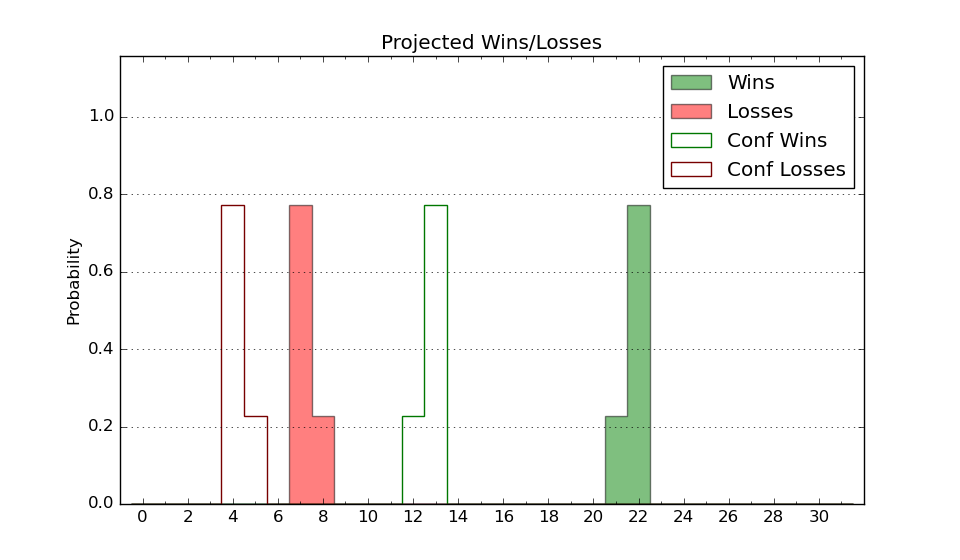 Projected Wins/Losses
Wins
Losses
Conf Wins
Conf Losses
Probability
1.0
0.8
0.6
0.4
0.2
0.0
0 2 4 6 8 10 12 14 16 18 20 22 24 26 28 30